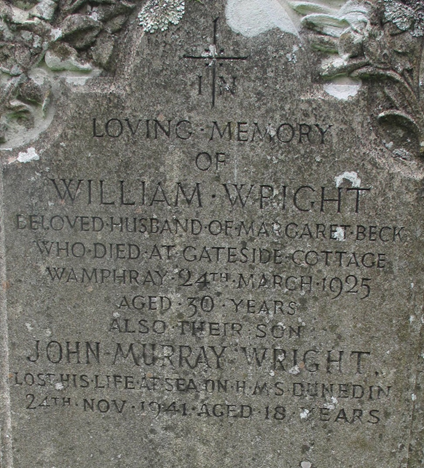 IN
LOVING·MEMORY
OF
WILLIAM·WRIGHT
BELOVED·HUSBAND·OF·MARGARET·BECK
WHO·DIED·AT·GATESIDE·COTTAGE
WAMPHRAY·24TH·MARCH·1925
AGED·30·YEARS
ALSO·THEIR·SON
JOHN·MURRAY·WRIGHT.
LOST·HIS·LIFE·AT·SEA·ON·H·M·S·DUNEDIN
24TH·NOV·1941·AGED·18·YEARS